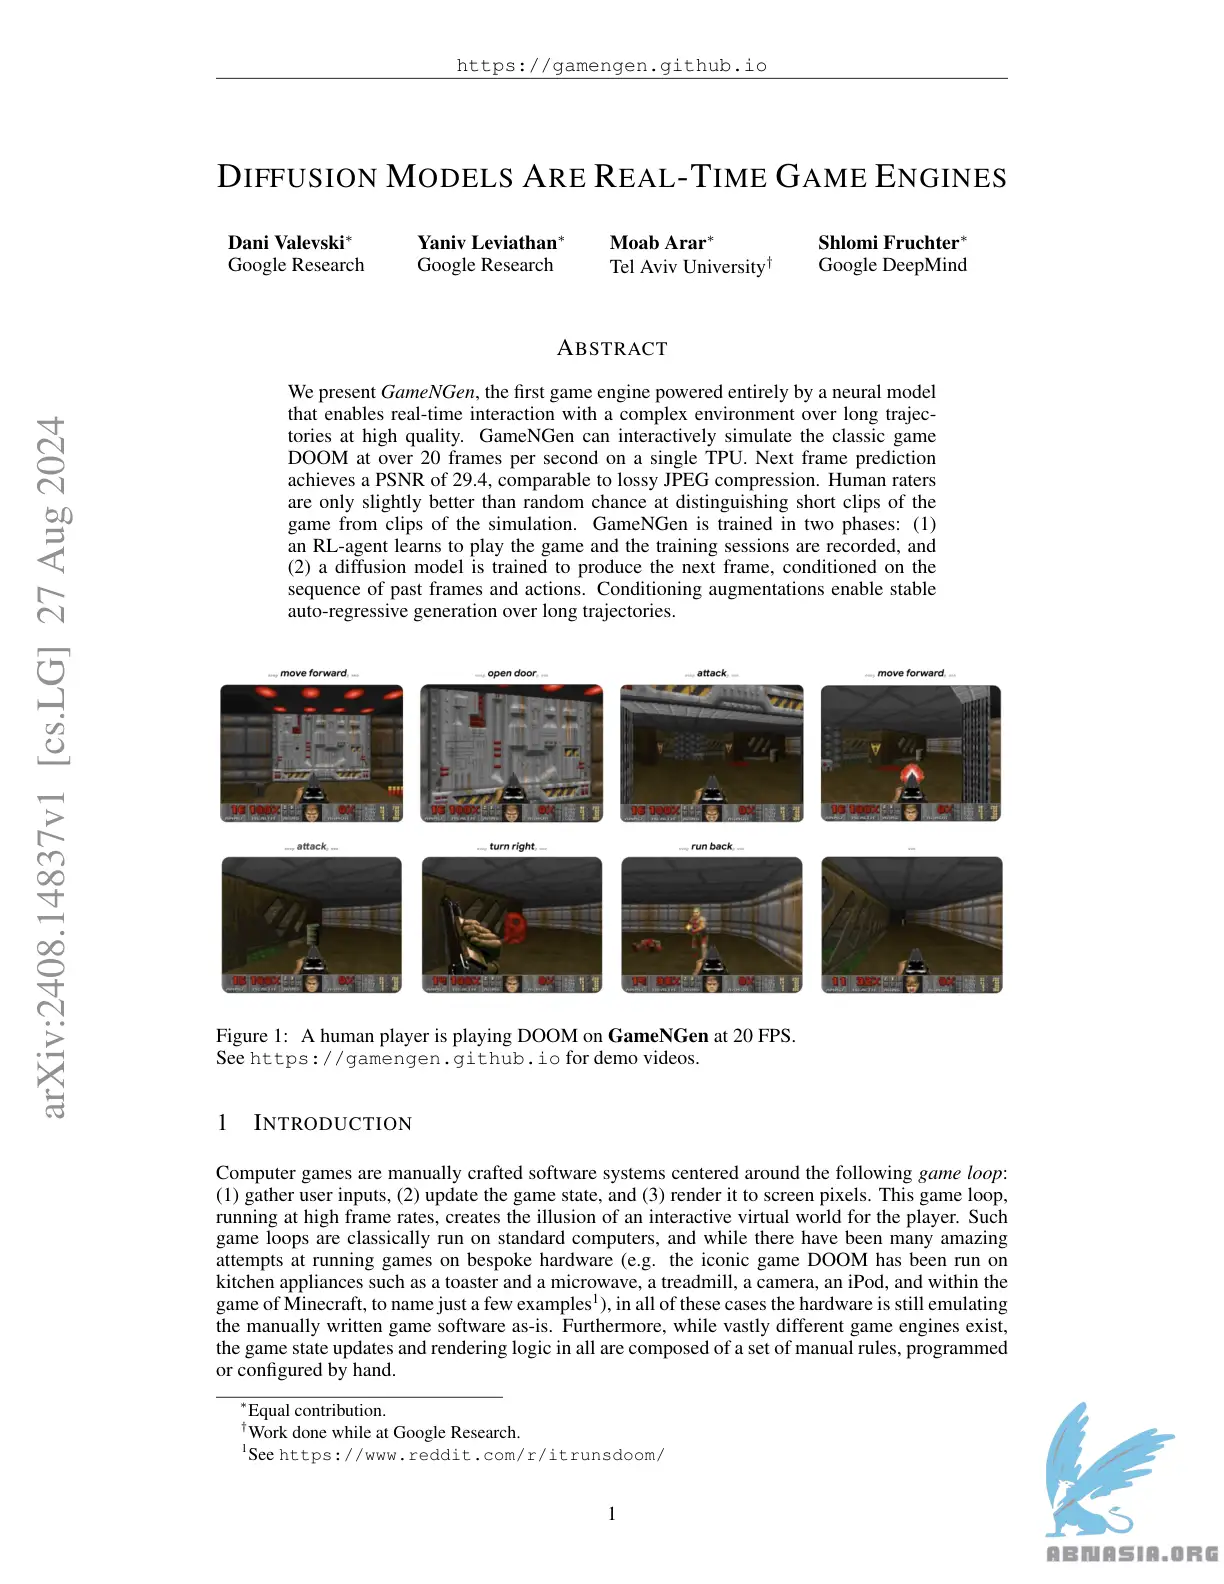 https://gamengen.github.io
DIFFUSION MODELS ARE REAL-TIME GAME ENGINES
Dani Valevski* Yaniv Leviathan* Moab Arar* Shlomi Fruchter*
Google Research Google Research Tel Aviv University† Google DeepMind
ABSTRACT
We present GameNGen, the first game engine powered entirely by a neural model
that enables real-time interaction with a complex environment over long trajec-
tories at high quality. GameNGen can interactively simulate the classic game
DOOM at over 20 frames per second on a single TPU. Next frame prediction
achieves a PSNR of 29.4, comparable to lossy JPEG compression. Human raters
are only slightly better than random chance at distinguishing short clips of the
game from clips of the simulation. GameNGen is trained in two phases: (1)
an RL-agent learns to play the game and the training sessions are recorded, and
(2) a diffusion model is trained to produce the next frame, conditioned on the
sequence of past frames and actions. Conditioning augmentations enable stable
auto-regressive generation over long trajectories.
..., move forward, ... ..., open door, ... ..., attack, ... ..., move forward, ...
..., attack, ... ..., turn right, ... ..., run back, ... ...
Figure 1: A human player is playing DOOM on GameNGen at 20 FPS.
See https://gamengen.github.io for demo videos.
1 INTRODUCTION
Computer games are manually crafted software systems centered around the following game loop:
(1) gather user inputs, (2) update the game state, and (3) render it to screen pixels. This game loop,
running at high frame rates, creates the illusion of an interactive virtual world for the player. Such
game loops are classically run on standard computers, and while there have been many amazing
attempts at running games on bespoke hardware (e.g. the iconic game DOOM has been run on
kitchen appliances such as a toaster and a microwave, a treadmill, a camera, an iPod, and within the
game of Minecraft, to name just a few examples1), in all of these cases the hardware is still emulating
the manually written game software as-is. Furthermore, while vastly different game engines exist,
the game state updates and rendering logic in all are composed of a set of manual rules, programmed
or configured by hand.
*Equal contribution.
†Work done while at Google Research.
1See https://www.reddit.com/r/itrunsdoom/
1
arXiv:2408.14837v1 [cs.LG] 27 Aug 2024
ABNASIA.ORG